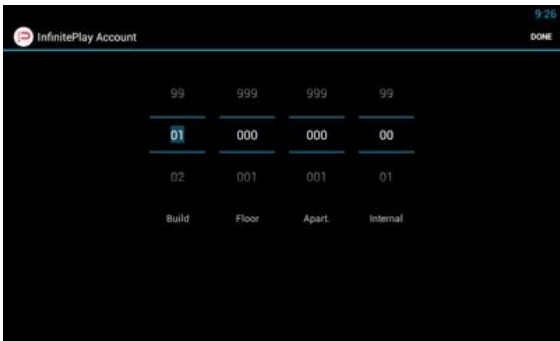 9:26
InfinitePlay Account DONE
99 999 999 99
01 000 000 00
02 001 001 01
Build Floor Apart. Internal